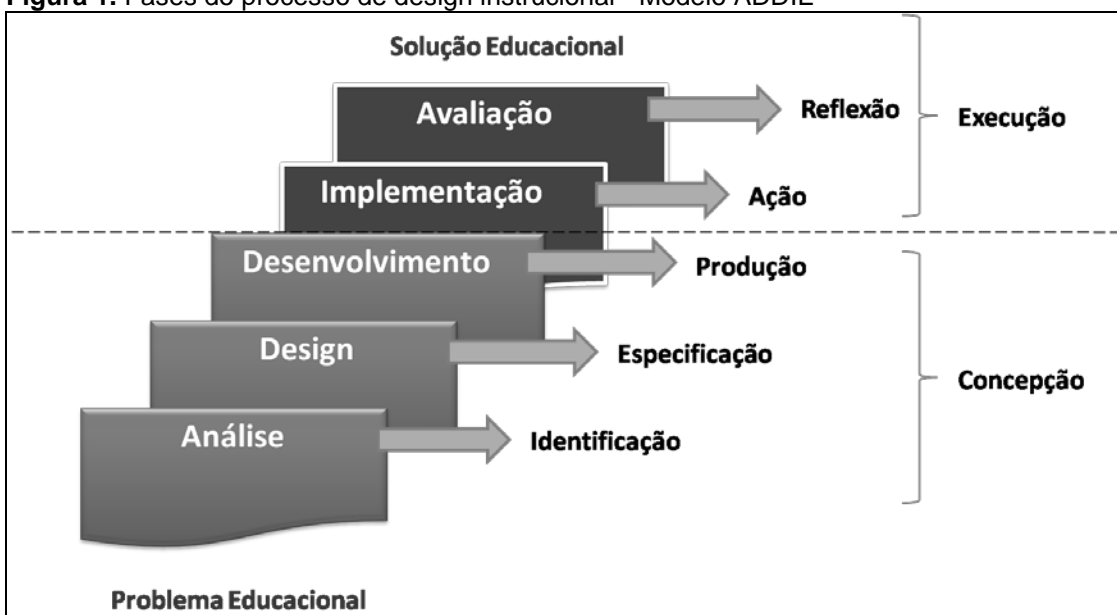 Figura 1. Fases do processo de design instrucional - Modelo ADDIE
Solução Educacional
Avaliação
Reflexão
Execução
Implementação
Ação
Desenvolvimento
Produção
Design
Especificação
Concepção
Análise
Identificação
Problema Educacional